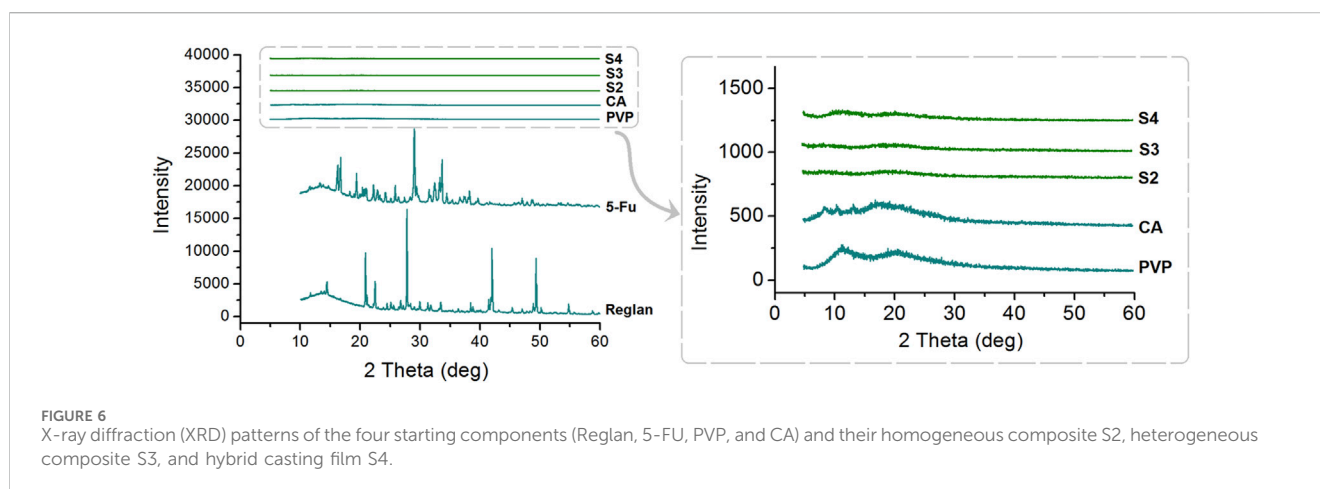 40000
35000
30000
25000
20000
15000
10000
5000
0
Intensity
S4
S3
S2
CA
PVP
5-Fu
Reglan
10 20 30 40 50 60
2 Theta (deg)
1500
1000
500
0
Intensity
S4
S3
S2
CA
PVP
0 10 20 30 40 50 60
2 Theta (deg)
FIGURE 6
X-ray diffraction (XRD) patterns of the four starting components (Reglan, 5-FU, PVP, and CA) and their homogeneous composite S2, heterogeneous
composite S3, and hybrid casting film S4.